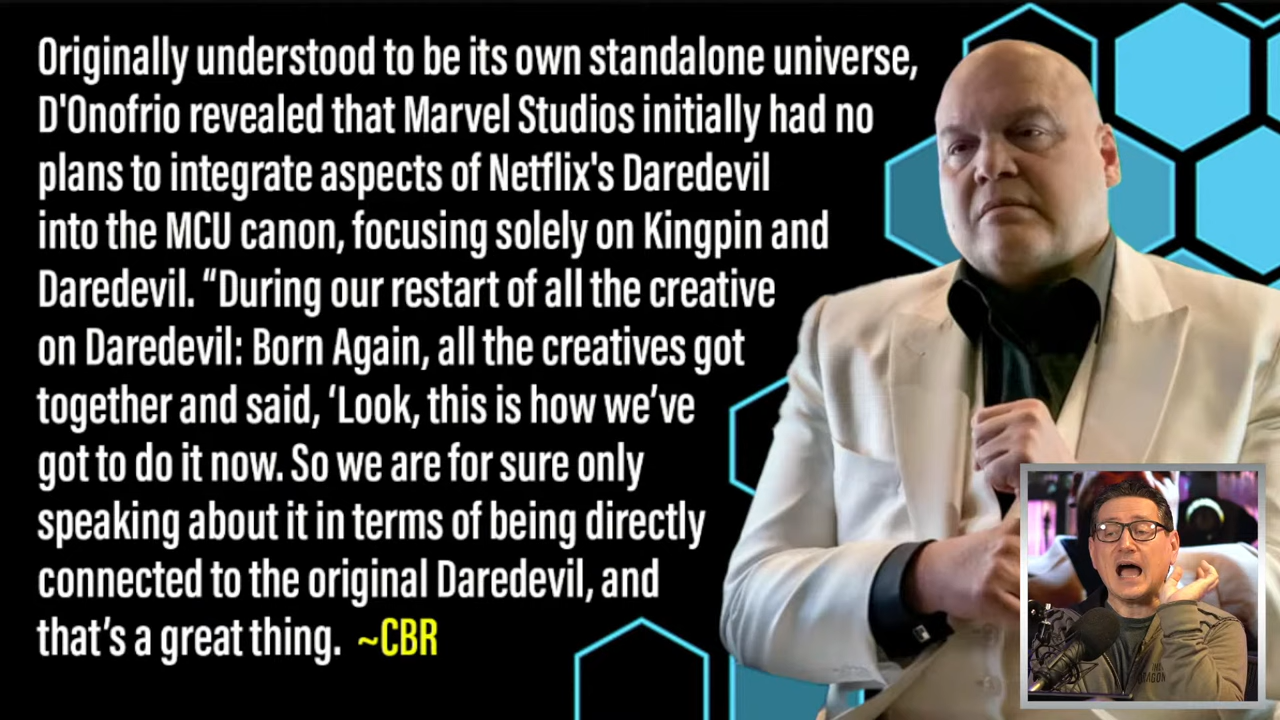 Originally understood to be its own standalone universe,
D'Onofrio revealed that Marvel Studios initially had no
plans to integrate aspects of Netflix's Daredevil
into the MCU canon, focusing solely on Kingpin and
Daredevil. “During our restart of all the creative
on Daredevil: Born Again, all the creatives got
together and said, ‘Look, this is how we’ve
got to do it now. So we are for sure only
speaking about it in terms of being directly
connected to the original Daredevil, and
that’s a great thing. ~CBR